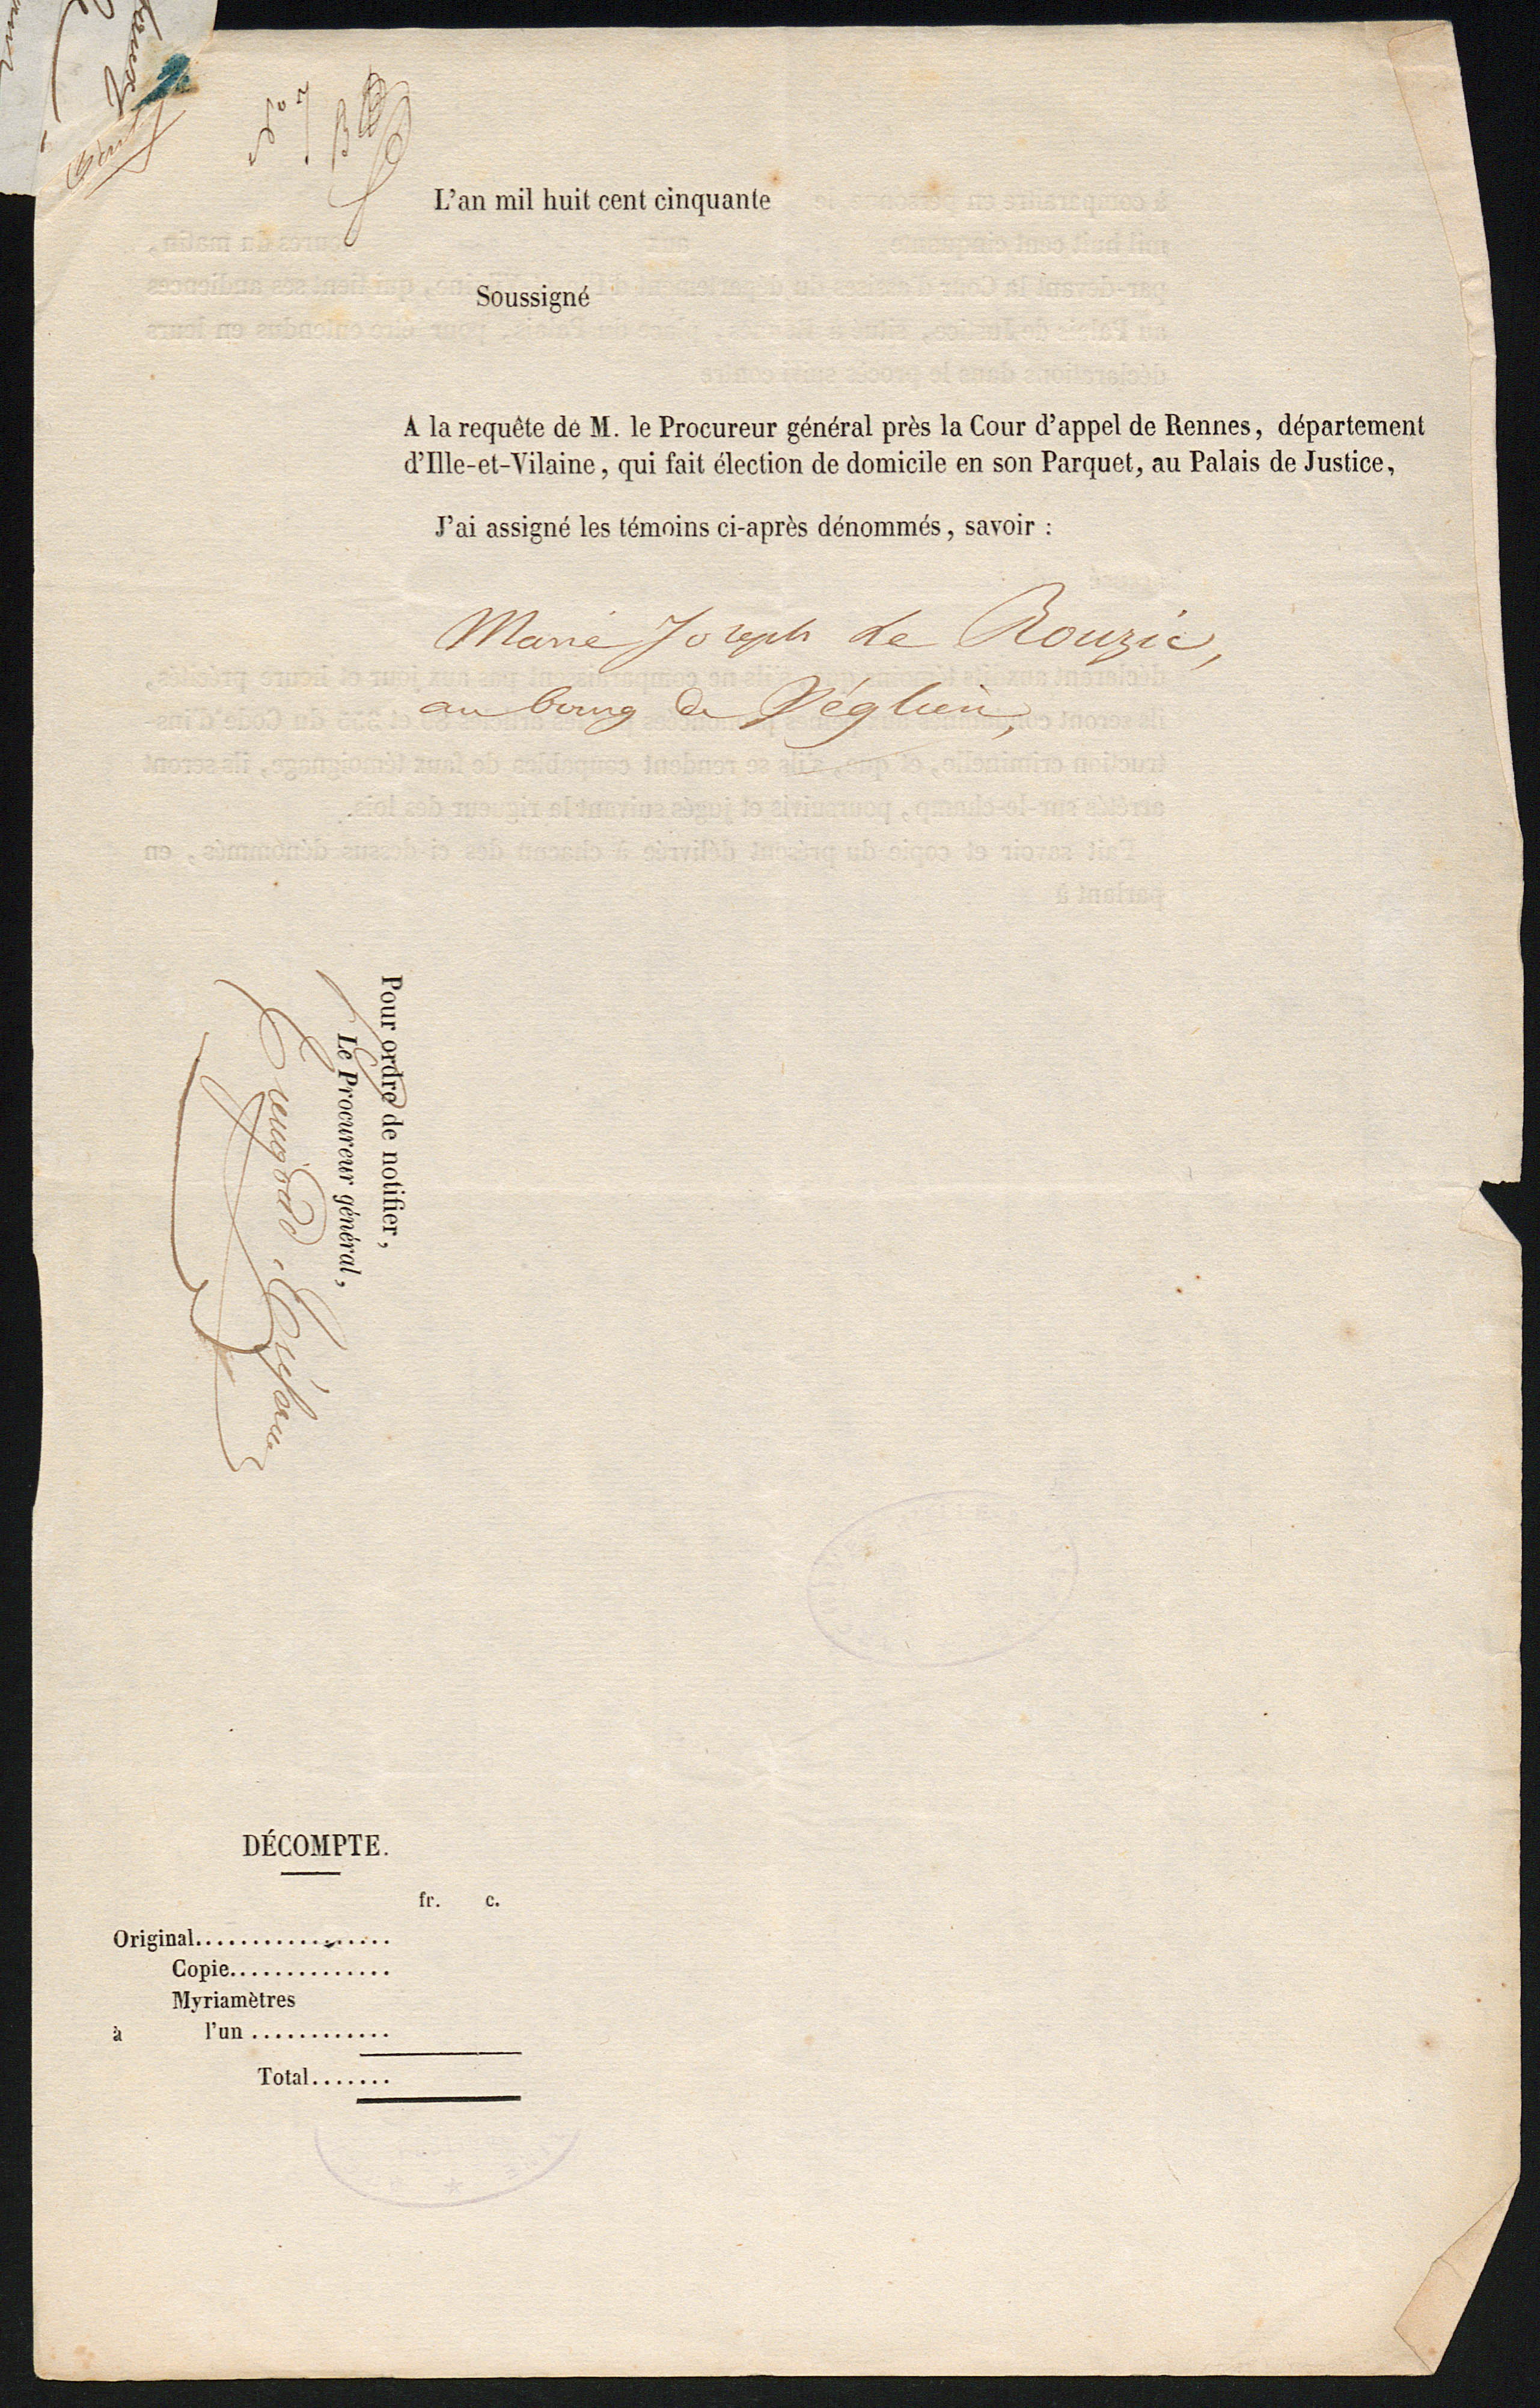 L'an mil huit cent cinquante
Soussigné
A la requête de M. le Procureur général près la Cour d'appel de Rennes, département
d'Ille-et-Vilaine, qui fait élection de domicile en son Parquet, au Palais de Justice,
J'ai assigné les témoins ci-après dénommés, savoir :
Marie Joseph Le Rouzic,
au bourg de Séglien,
Pour ordre de notifier,
Le Procureur général,
DÉCOMPTE.
fr. c.
Original..................
Copie..............
Myriamètres
à l'un ............
Total.......